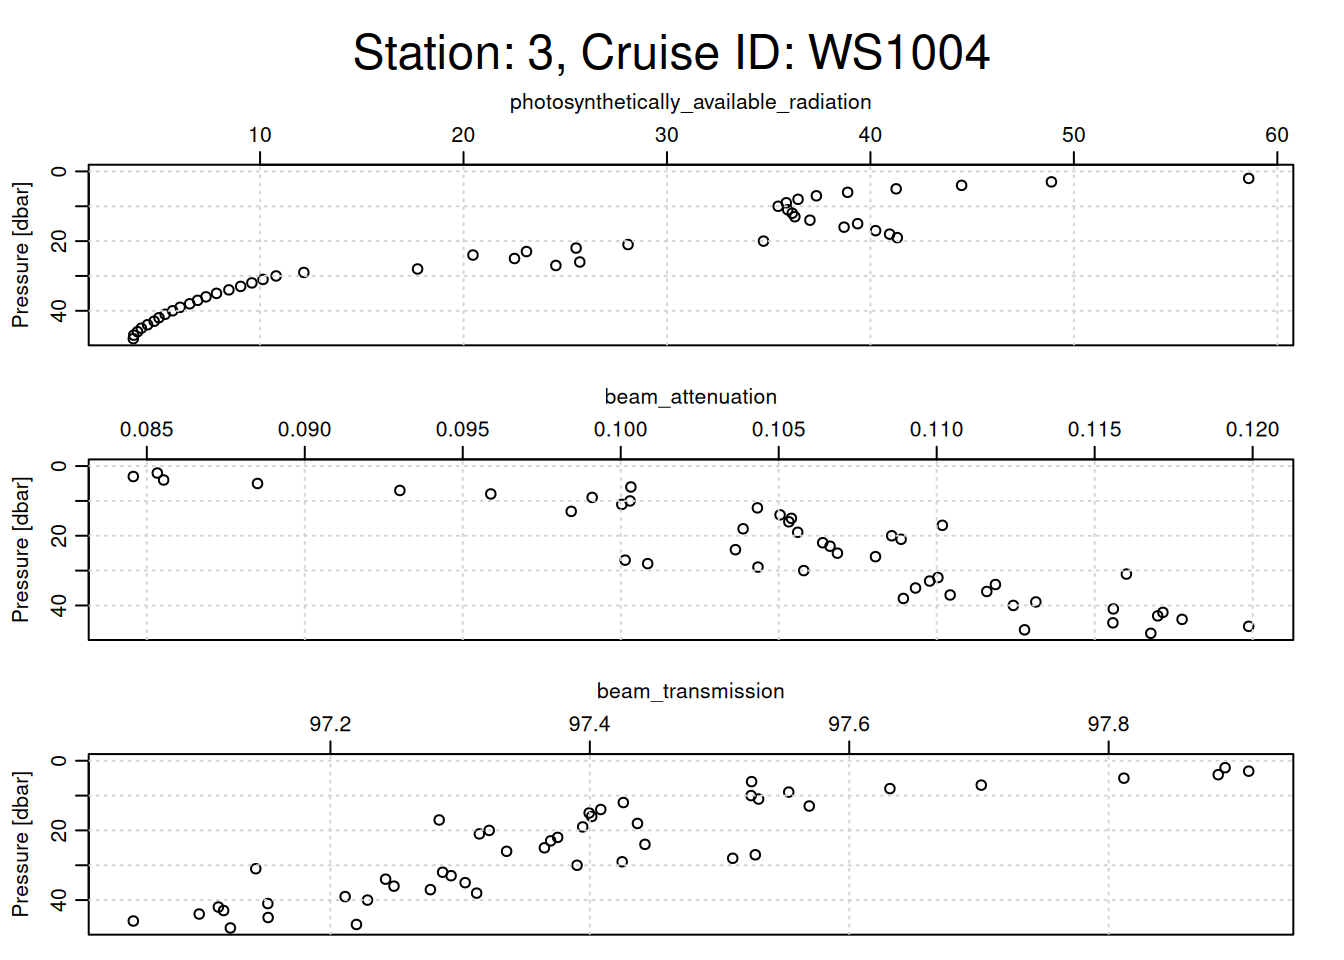 Station: 3, Cruise ID: WS1004
photosynthetically_available_radiation
10 20 30 40 50 60
0
20
40
Pressure [dbar]
beam_attenuation
0.085 0.090 0.095 0.100 0.105 0.110 0.115 0.120
0
20
40
Pressure [dbar]
beam_transmission
97.2 97.4 97.6 97.8
0
20
40
Pressure [dbar]